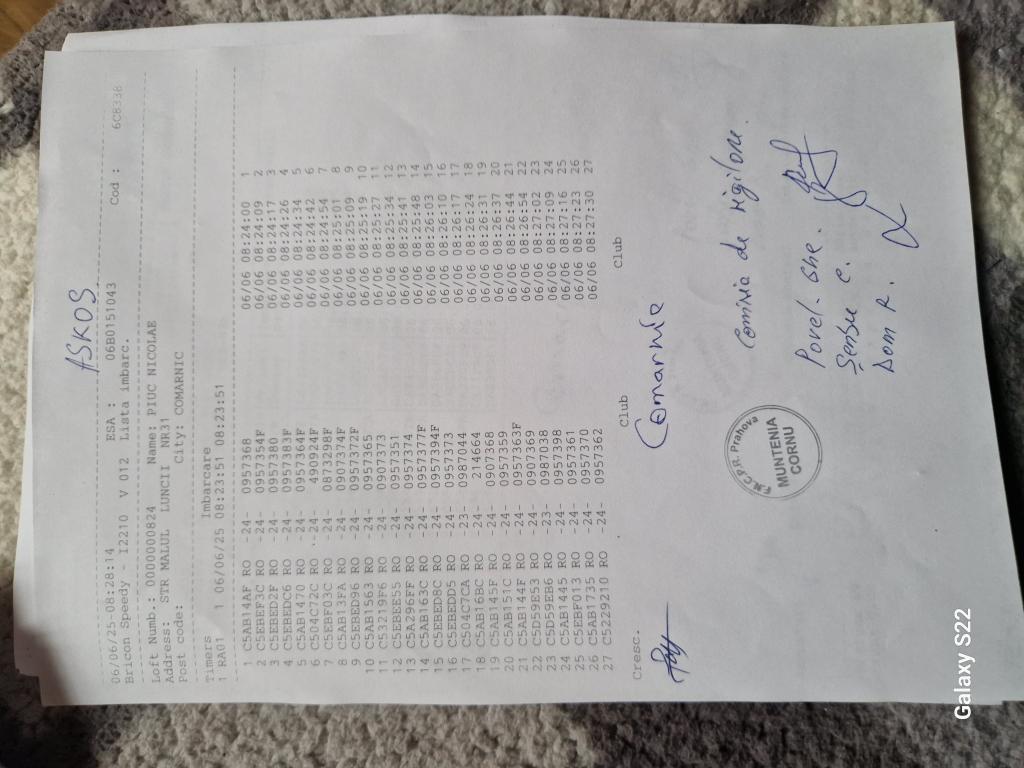 ASKOS
06/06/25-08:28:14 ESA : 06B0151043 Cod : 6C8338
Bricon Speedy - I2210 V 012 Lista imbarc.
Loft Numb.: 0000000824 Name: PIUC NICOLAE
Address: STR MALUL LUNCII NR31
Post code: City: COMARNIC
Timers Imbarcare
1 RA01 1 06/06/25 08:23:51 08:23:51
1 C5AB14AF RO -24- 0957368 06/06 08:24:00 1
2 C5EBEF3C RO -24- 0957354F 06/06 08:24:09 2
3 C5EBED2F RO -24- 0957380 06/06 08:24:17 3
4 C5EBEDC6 RO -24- 0957383F 06/06 08:24:26 4
5 C5AB1470 RO -24- 0957364F 06/06 08:24:34 5
6 C504C72C RO -24- 490924F 06/06 08:24:42 6
7 C5EBF03C RO -24- 0873298F 06/06 08:24:54 7
8 C5AB13FA RO -24- 0907374F 06/06 08:25:01 8
9 C5EBED96 RO -24- 0957372F 06/06 08:25:09 9
10 C5AB1563 RO -24- 0957365 06/06 08:25:19 10
11 C53219F6 RO -24- 0907373 06/06 08:25:27 11
12 C5EBEE55 RO -24- 0957351 06/06 08:25:34 12
13 C5A296FF RO -24- 0957374 06/06 08:25:41 13
14 C5AB163C RO -24- 0957377F 06/06 08:25:48 14
15 C5EBED8C RO -24- 0957394F 06/06 08:26:03 15
16 C5EBEDD5 RO -24- 0957373 06/06 08:26:10 16
17 C504C7CA RO -23- 0987044 06/06 08:26:17 17
18 C5AB16BC RO -24- 214664 06/06 08:26:24 18
19 C5AB145F RO -24- 0907368 06/06 08:26:31 19
20 C5AB151C RO -24- 0957359 06/06 08:26:37 20
21 C5AB144F RO -24- 0957363F 06/06 08:26:44 21
22 C5D59E53 RO -24- 0907369 06/06 08:26:54 22
23 C5D59EB6 RO -23- 0987038 06/06 08:27:02 23
24 C5AB1445 RO -24- 0957398 06/06 08:27:09 24
25 C5EBF013 RO -24- 0957361 06/06 08:27:16 25
26 C5AB1735 RO -24- 0957370 06/06 08:27:23 26
27 C5229210 RO -24- 0957362 06/06 08:27:30 27
Cresc. Club Club
Comarnic
Comisia de
F.N.C.P.R. Prahova
MUNTENIA
CORNU
Pavel. Ghe.
C.
Dom R.
Galaxy S22